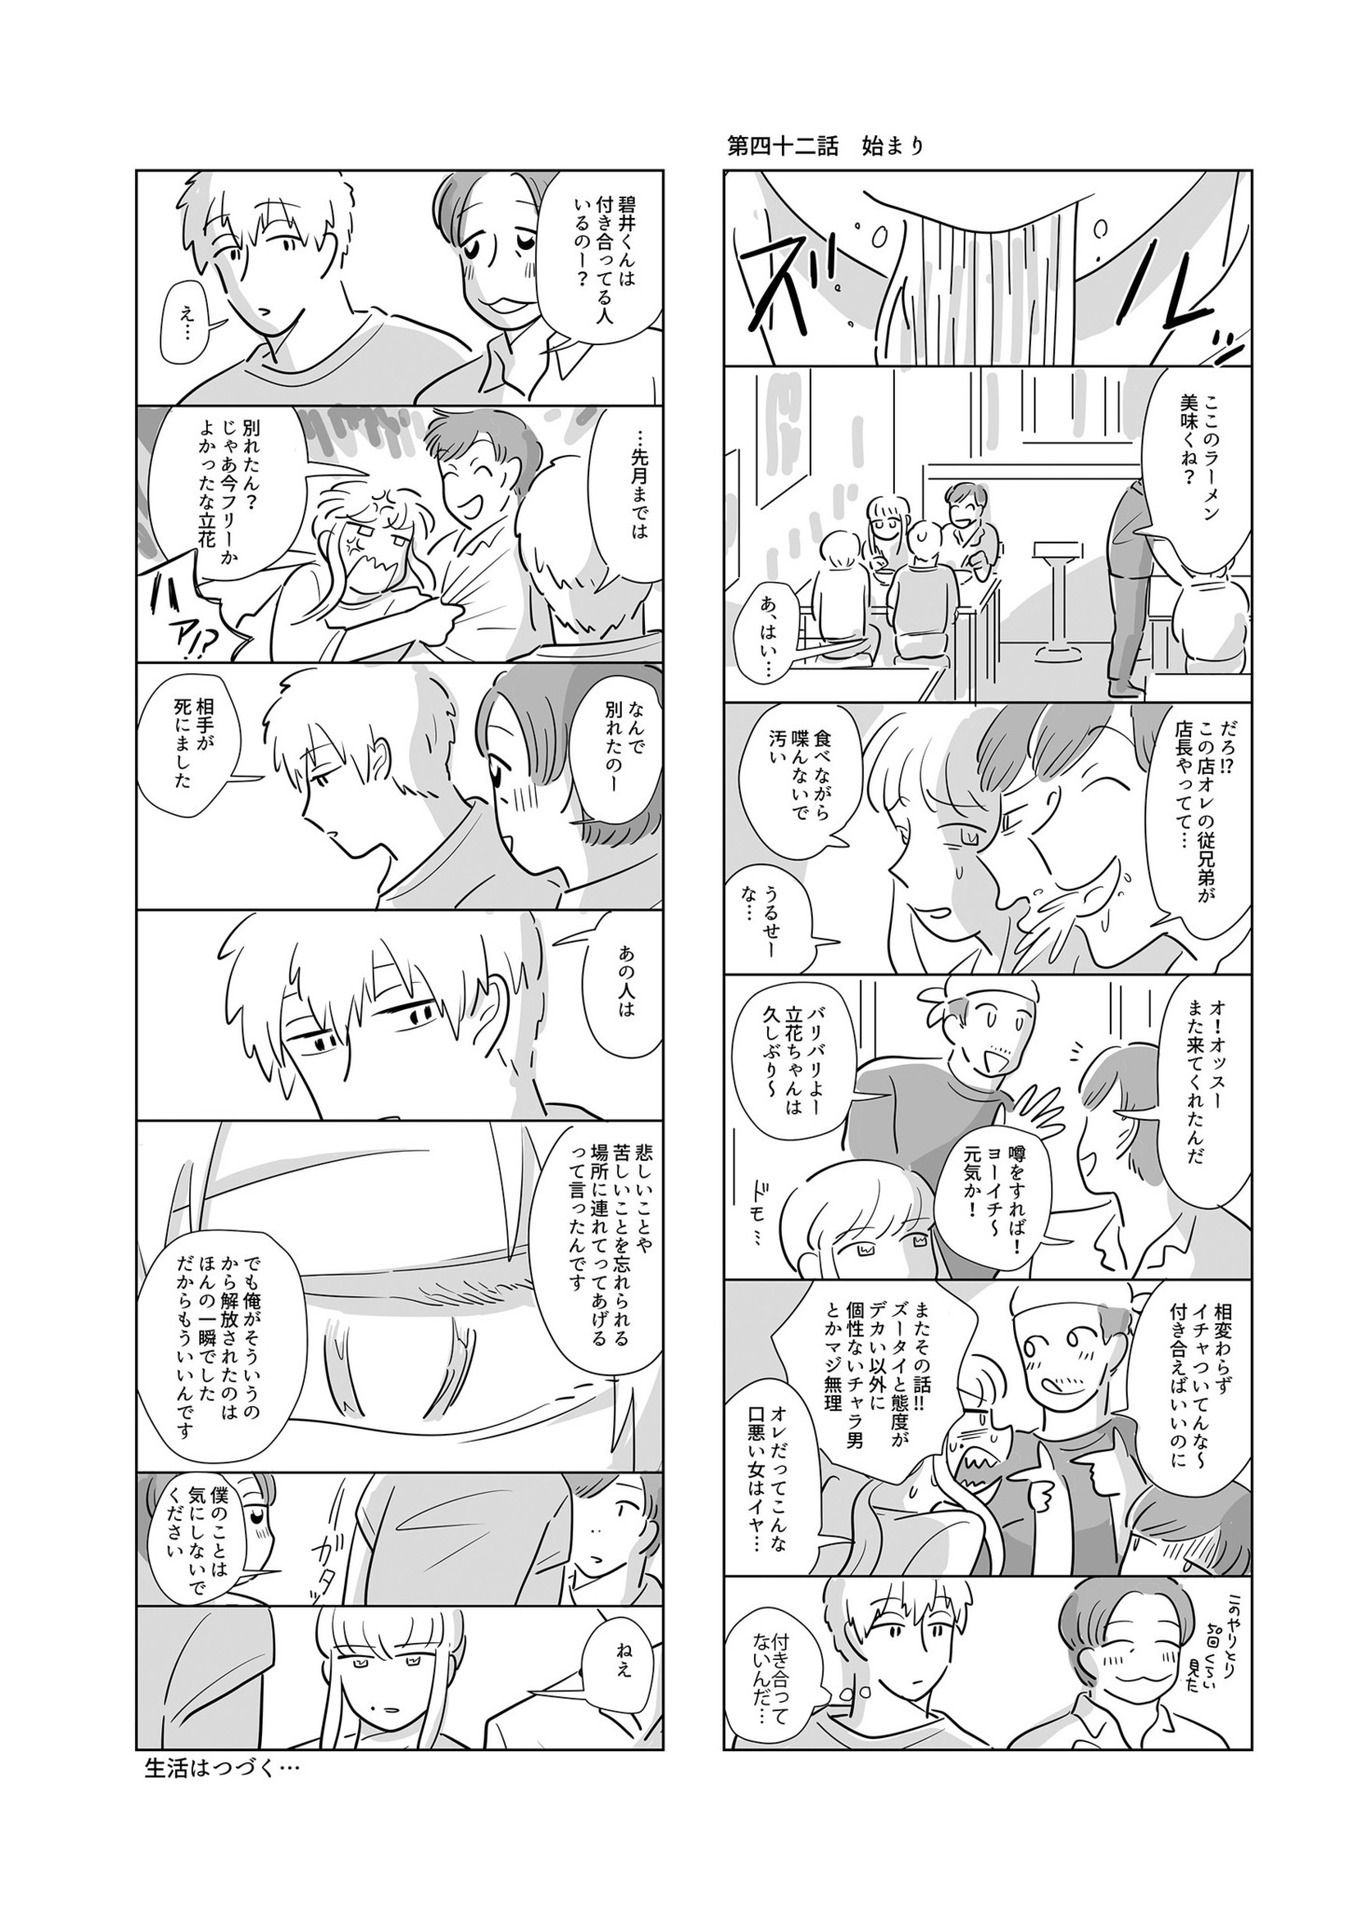 第四十二話　始まり
ズ
ルッ
ここのラーメン
美味くね？
あ、はい…
だろ!?
この店オレの従兄弟が
店長やってて…
食べながら
喋んないで
汚い
うるせー
な…
オ！オッスー
また来てくれたんだ
噂をすれば！
ヨーイチ〜
元気か！
バリバリよー
立花ちゃんは
久しぶり〜
ドモ…
相変わらず
イチャついてんな〜
付き合えばいいのに
またその話!!
ズータイと態度が
デカい以外に
個性ないチャラ男
とかマジ無理
オレだってこんな
口悪い女はイヤ…
このやりとり
50回くらい
見た
付き合って
ないんだ…
碧井くんは
付き合ってる人
いるのー？
え…
…先月までは
別れたん？
じゃあ今フリーか
よかったな立花
ハァ!?
なんで
別れたのー
相手が
死にました
あの人は
悲しいことや
苦しいことを忘れられる
場所に連れてってあげる
って言ったんです
でも俺がそういうの
から解放されたのは
ほんの一瞬でした
だからもういいんです
ガタッ
僕のことは
気にしないで
ください
ねえ
生活はつづく…